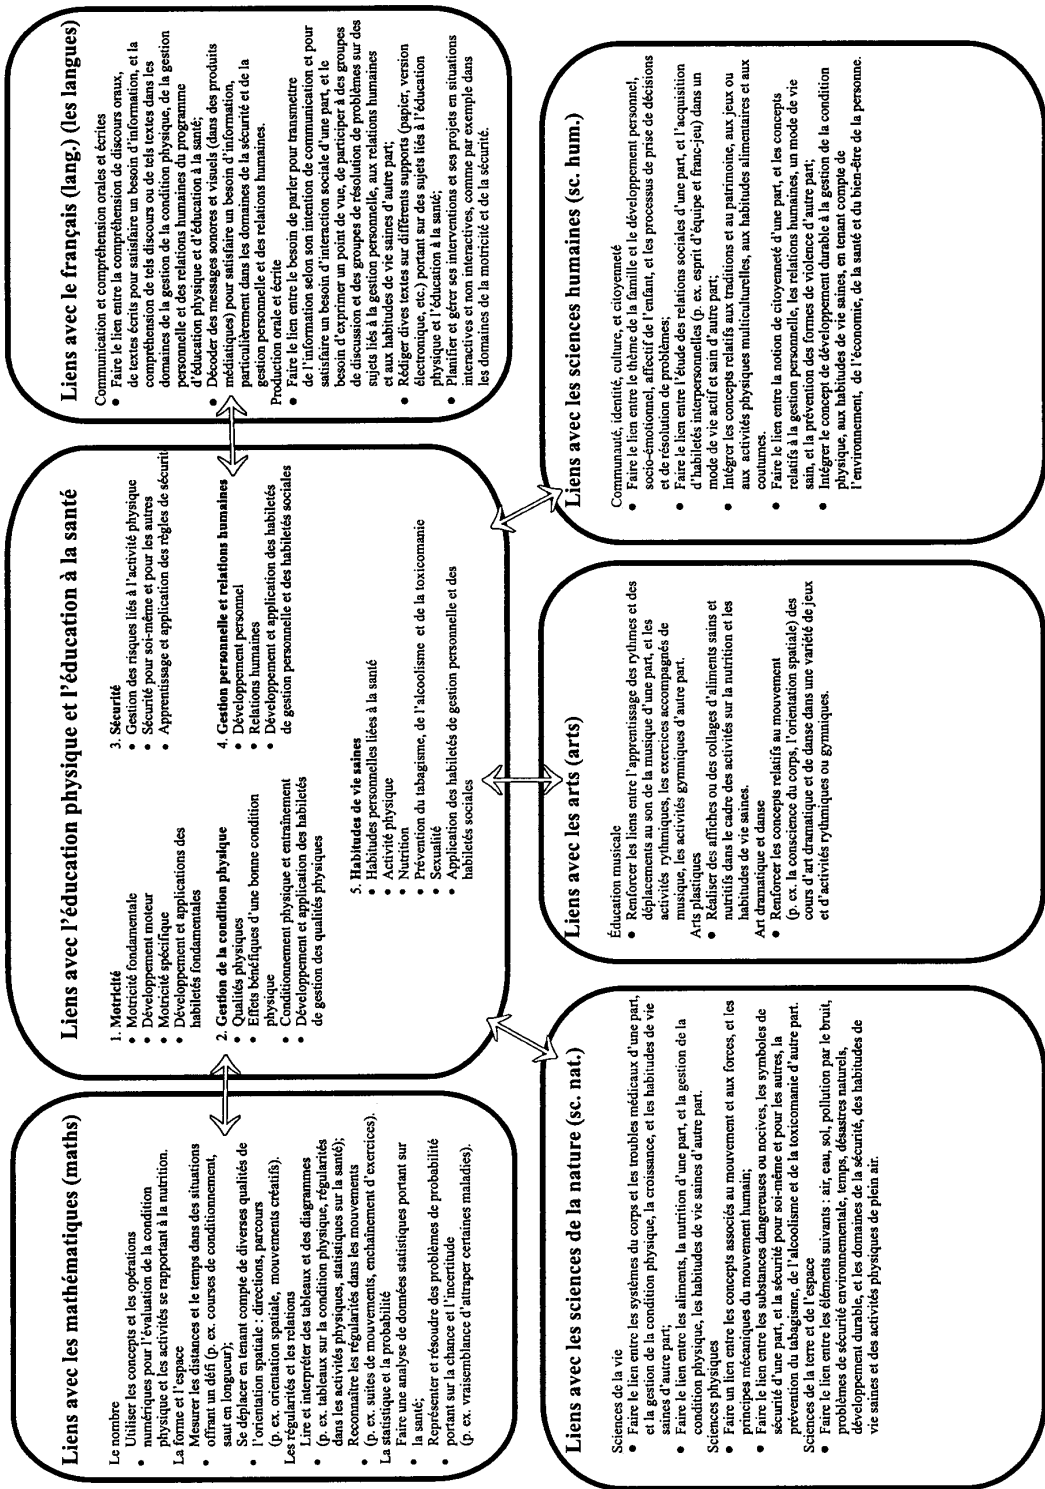 Liens avec les mathématiques (maths)
Le nombre
• Utiliser les concepts et les opérations
numériques pour l'évaluation de la condition
physique et les activités se rapportant à la nutrition.
La forme et l'espace
• Mesurer les distances et le temps dans des situations
offrant un défi (p. ex. courses de conditionnement,
saut en longueur);
• Se déplacer en tenant compte de diverses qualités de
l'orientation spatiale : directions, parcours
(p. ex. orientation spatiale, mouvements créatifs).
Les régularités et les relations
• Lire et interpréter des tableaux et des diagrammes
(p. ex. tableaux sur la condition physique, régularités
dans les activités physiques, statistiques sur la santé);
• Reconnaître les régularités dans les mouvements
(p. ex. suites de mouvements, enchaînement d'exercices).
La statistique et la probabilité
• Faire une analyse de données statistiques portant sur
la santé;
• Représenter et résoudre des problèmes de probabilité
• portant sur la chance et l'incertitude
(p. ex. vraisemblance d'attraper certaines maladies).
Liens avec l'éducation physique et l'éducation à la santé
1. Motricité
• Motricité fondamentale
• Développement moteur
• Motricité spécifique
• Développement et applications des
habiletés fondamentales
2. Gestion de la condition physique
• Qualités physiques
• Effets bénéfiques d'une bonne condition
physique
• Conditionnement physique et entraînement
• Développement et application des habiletés
de gestion des qualités physiques
3. Sécurité
• Gestion des risques liés à l'activité physique
• Sécurité pour soi-même et pour les autres
• Apprentissage et application des règles de sécurité
4. Gestion personnelle et relations humaines
• Développement personnel
• Relations humaines
• Développement et application des habiletés
de gestion personnelle et des habiletés sociales
5. Habitudes de vie saines
• Habitudes personnelles liées à la santé
• Activité physique
• Nutrition
• Prévention du tabagisme, de l'alcoolisme et de la toxicomanie
• Sexualité
• Application des habiletés de gestion personnelle et des
habiletés sociales
Liens avec le français (lang.) (les langues)
Communication et compréhension orales et écrites
• Faire le lien entre la compréhension de discours oraux,
de textes écrits pour satisfaire un besoin d'information, et la
compréhension de tels discours ou de tels textes dans les
domaines de la gestion de la condition physique, de la gestion
personnelle et des relations humaines du programme
d'éducation physique et d'éducation à la santé;
• Décoder des messages sonores et visuels (dans des produits
médiatiques) pour satisfaire un besoin d'information,
particulièrement dans les domaines de la sécurité et de la
gestion personnelle et des relations humaines.
Production orale et écrite
• Faire le lien entre le besoin de parler pour transmettre
de l'information selon son intention de communication et pour
satisfaire un besoin d'interaction sociale d'une part, et le
besoin d'exprimer un point de vue, de participer à des groupes
de discussion et des groupes de résolution de problèmes sur des
sujets liés à la gestion personnelle, aux relations humaines
et aux habitudes de vie saines d'autre part;
• Rédiger divers textes sur différents supports (papier, version
électronique, etc.) portant sur des sujets liés à l'éducation
physique et l'éducation à la santé;
• Planifier et gérer ses interventions et ses projets en situations
interactives et non interactives, comme par exemple dans
les domaines de la motricité et de la sécurité.
Liens avec les sciences de la nature (sc. nat.)
Sciences de la vie
• Faire le lien entre les systèmes du corps et les troubles médicaux d'une part,
et la gestion de la condition physique, la croissance, et les habitudes de vie
saines d'autre part;
• Faire le lien entre les aliments, la nutrition d'une part, et la gestion de la
condition physique, les habitudes de vie saines d'autre part.
Sciences physiques
• Faire un lien entre les concepts associés au mouvement et aux forces, et les
principes mécaniques du mouvement humain;
• Faire le lien entre les substances dangereuses ou nocives, les symboles de
sécurité d'une part, et la sécurité pour soi-même et pour les autres, la
prévention du tabagisme, de l'alcoolisme et de la toxicomanie d'autre part.
Sciences de la terre et de l'espace
• Faire le lien entre les éléments suivants : air, eau, sol, pollution par le bruit,
problèmes de sécurité environnementale, temps, désastres naturels,
développement durable, et les domaines de la sécurité, des habitudes de
vie saines et des activités physiques de plein air.
Liens avec les arts (arts)
Éducation musicale
• Renforcer les liens entre l'apprentissage des rythmes et des
déplacements au son de la musique d'une part, et les
activités rythmiques, les exercices accompagnés de
musique, les activités gymniques d'autre part.
Arts plastiques
• Réaliser des affiches ou des collages d'aliments sains et
nutritifs dans le cadre des activités sur la nutrition et les
habitudes de vie saines.
Art dramatique et danse
• Renforcer les concepts relatifs au mouvement
(p. ex. la conscience du corps, l'orientation spatiale) des
cours d'art dramatique et de danse dans une variété de jeux
et d'activités rythmiques ou gymniques.
Liens avec les sciences humaines (sc. hum.)
Communauté, identité, culture, et citoyenneté
• Faire le lien entre le thème de la famille et le développement personnel,
socio-émotionnel, affectif de l'enfant, et les processus de prise de décisions
et de résolution de problèmes;
• Faire le lien entre l'étude des relations sociales d'une part, et l'acquisition
d'habiletés interpersonnelles (p. ex. esprit d'équipe et franc-jeu) dans un
mode de vie actif et sain d'autre part;
• Intégrer les concepts relatifs aux traditions et au patrimoine, aux jeux ou
aux activités physiques multiculturelles, aux habitudes alimentaires et aux
coutumes.
• Faire le lien entre la notion de citoyenneté d'une part, et les concepts
relatifs à la gestion personnelle, les relations humaines, un mode de vie
sain, et la prévention des formes de violence d'autre part;
• Intégrer le concept de développement durable à la gestion de la condition
physique, aux habitudes de vie saines, en tenant compte de
l'environnement, de l'économie, de la santé et du bien-être de la personne.